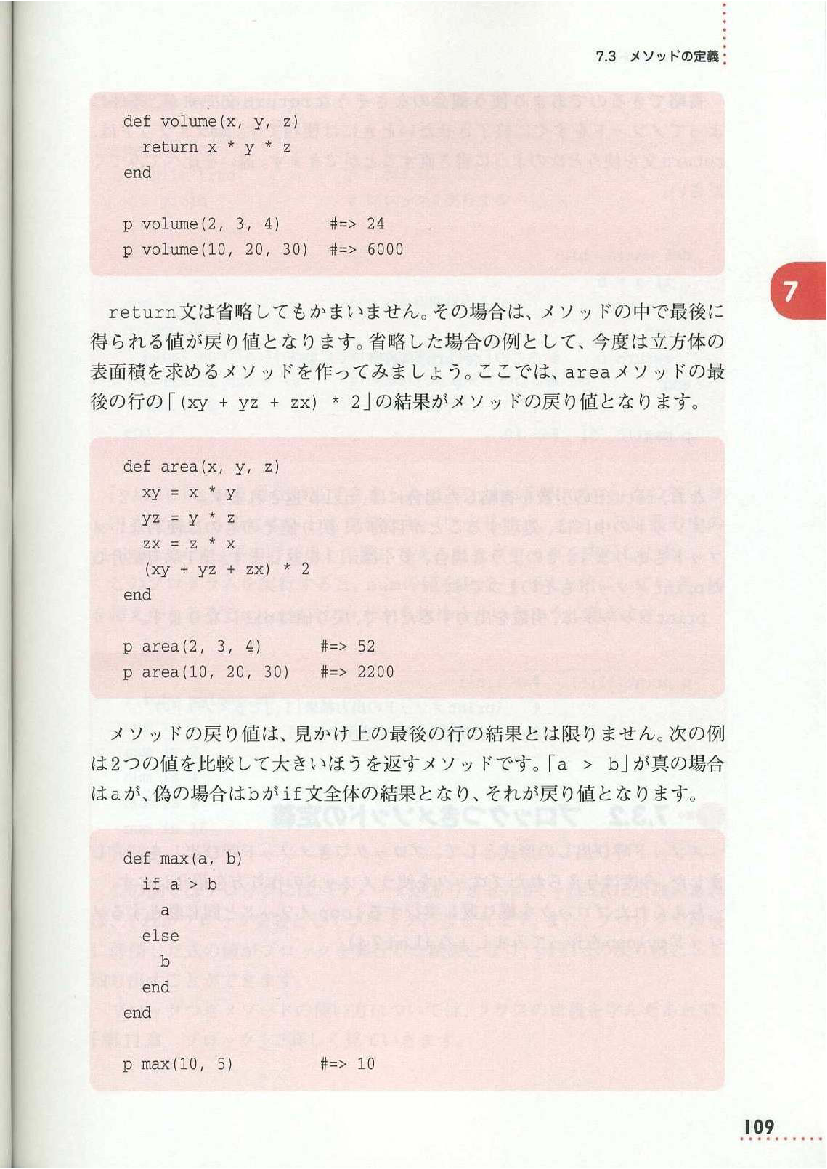 7.3 メソッドの定義
def volume(x, y, z)
  return x * y * z
end
p volume(2, 3, 4)     #=> 24
p volume(10, 20, 30)  #=> 6000
7
return文は省略してもかまいません。その場合は、メソッドの中で最後に
得られる値が戻り値となります。省略した場合の例として、今度は立方体の
表面積を求めるメソッドを作ってみましょう。ここでは、areaメソッドの最
後の行の「(xy + yz + zx) * 2」の結果がメソッドの戻り値となります。
def area(x, y, z)
  xy = x * y
  yz = y * z
  zx = z * x
  (xy + yz + zx) * 2
end
p area(2, 3, 4)      #=> 52
p area(10, 20, 30)   #=> 2200
メソッドの戻り値は、見かけ上の最後の行の結果とは限りません。次の例
は2つの値を比較して大きいほうを返すメソッドです。「a > b」が真の場合
はaが、偽の場合はbがif文全体の結果となり、それが戻り値となります。
def max(a, b)
  if a > b
    a
  else
    b
  end
end
p max(10, 5)         #=> 10
109